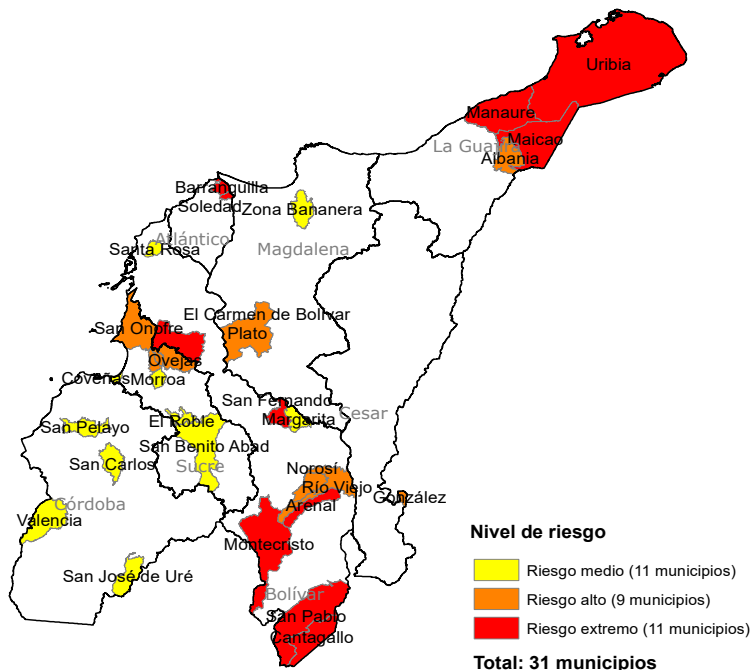 Uribia
Manaure
Maicao
La Guajira
Albania
Barranquilla
Soledad
Zona Bananera
Atlántico
Santa Rosa
Magdalena
El Carmen de Bolívar
San Onofre
Plato
Ovejas
Coveñas
Morroa
San Fernando
Cesar
El Roble
Margarita
San Pelayo
San Benito Abad
San Carlos
Sucre
Norosí
Río Viejo
González
Córdoba
Arenal
Valencia
Montecristo
San José de Uré
Bolívar
San Pablo
Cantagallo
Nivel de riesgo
Riesgo medio (11 municipios)
Riesgo alto (9 municipios)
Riesgo extremo (11 municipios)
Total: 31 municipios